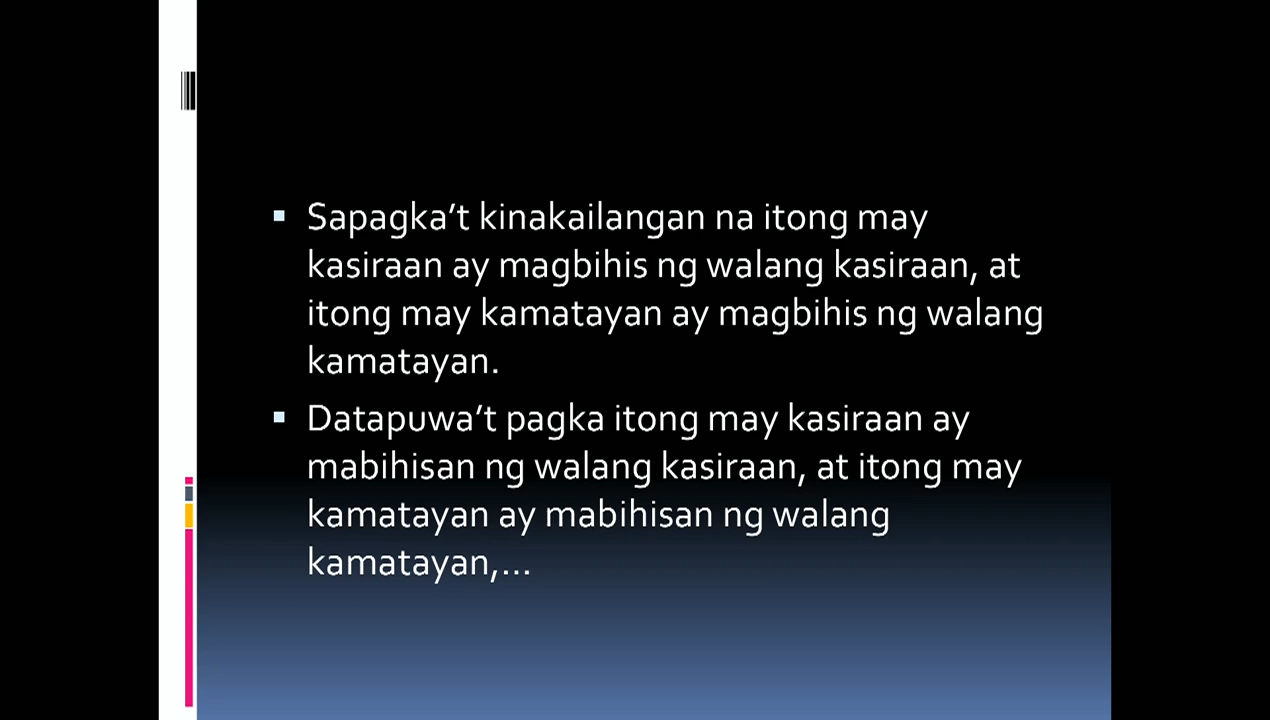 Sapagka’t kinakailangan na itong may
kasiraan ay magbihis ng walang kasiraan, at
itong may kamatayan ay magbihis ng walang
kamatayan.
Datapuwa’t pagka itong may kasiraan ay
mabihisan ng walang kasiraan, at itong may
kamatayan ay mabihisan ng walang
kamatayan,...